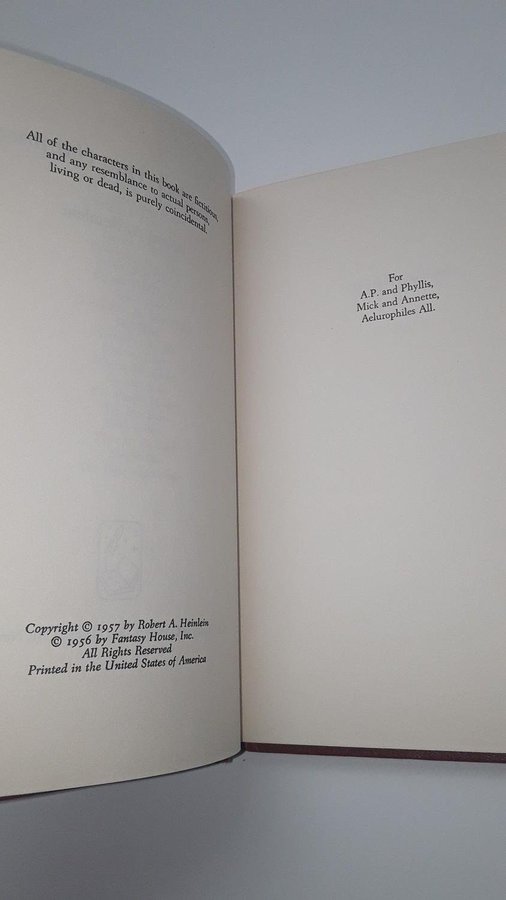 All of the characters in this book are fictitious,
and any resemblance to actual persons,
living or dead, is purely coincidental.
Copyright © 1957 by Robert A. Heinlein
© 1956 by Fantasy House, Inc.
All Rights Reserved
Printed in the United States of America
For
A.P. and Phyllis,
Mick and Annette,
Aelurophiles All.